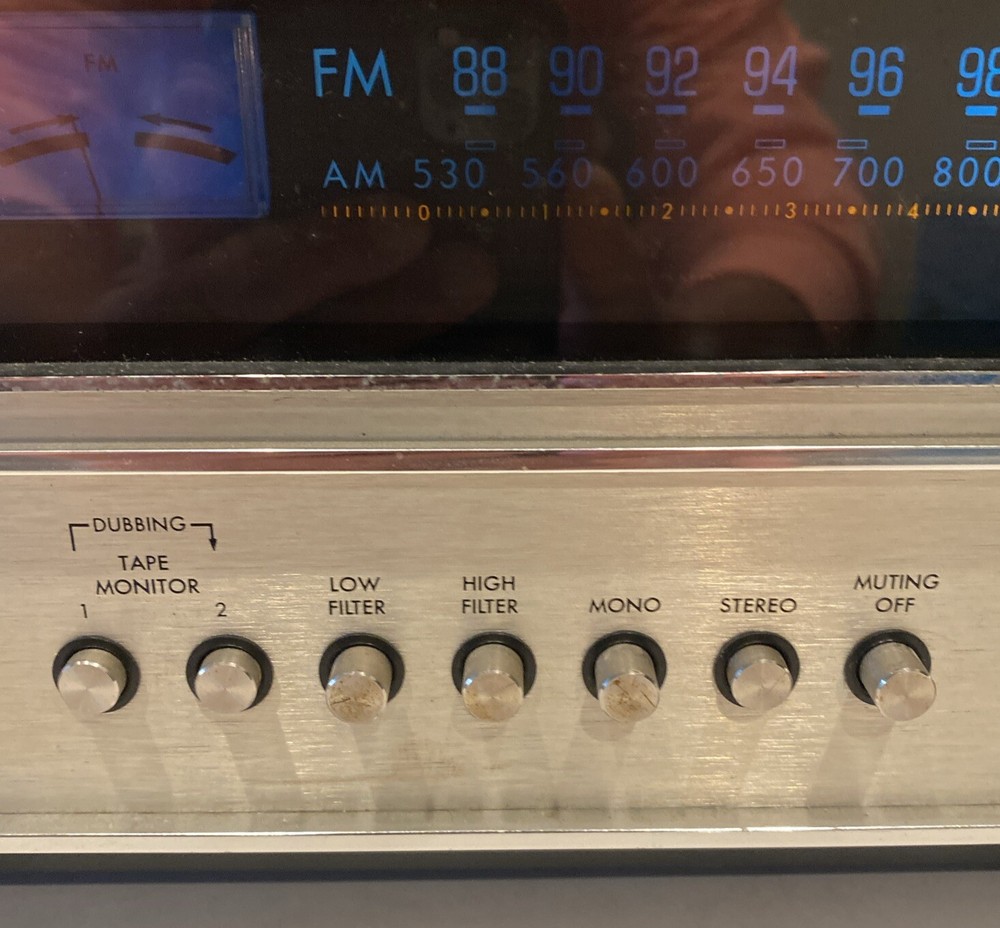 FM
FM 88 90 92 94 96 98
AM 530 560 600 650 700 800
0 1 2 3 4
DUBBING
TAPE
MONITOR
1 2
LOW
FILTER
HIGH
FILTER
MONO
STEREO
MUTING
OFF